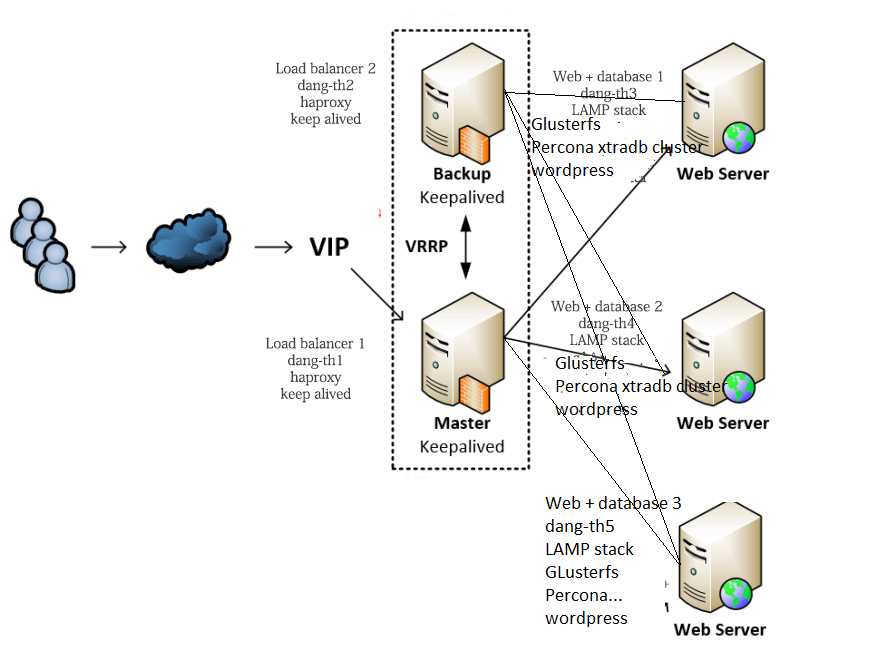 Load balancer 2
dang-th2
haproxy
keep alived
Backup
Keepalived
Web + database 1
dang-th3
LAMP stack
Glusterfs
Percona xtradb cluster
wordpress
Web Server
VIP
VRRP
Load balancer 1
dang-th1
haproxy
keep alived
Master
Keepalived
Web + database 2
dang-th4
LAMP stack
Glusterfs
Percona xtradb cluster
wordpress
Web Server
Web + database 3
dang-th5
LAMP stack
GLusterfs
Percona...
wordpress
Web Server